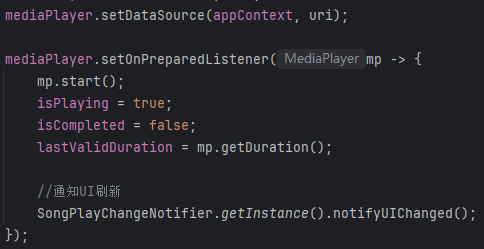 mediaPlayer.setDataSource(appContext, uri);
mediaPlayer.setOnPreparedListener( MediaPlayer mp -> {
mp.start();
isPlaying = true;
isCompleted = false;
lastValidDuration = mp.getDuration();
//通知UI刷新
SongPlayChangeNotifier.getInstance().notifyUIChanged();
});